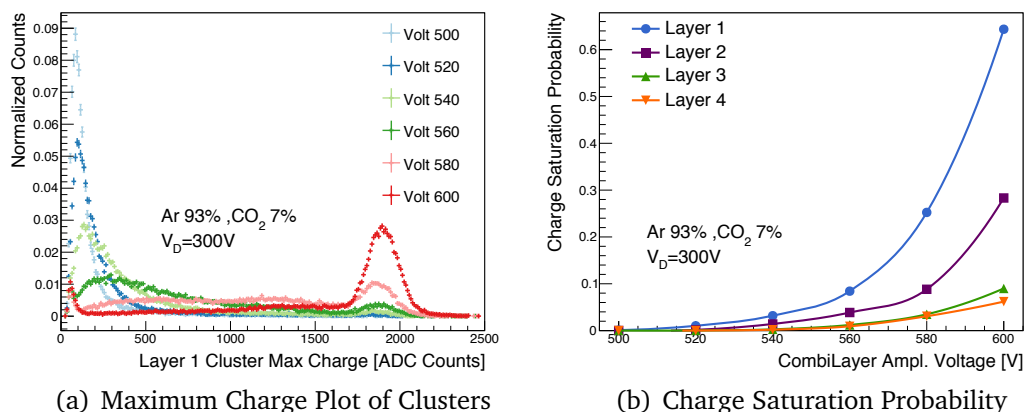 Normalized Counts
0.09
0.08
0.07
0.06
0.05
0.04
0.03
0.02
0.01
0
Volt 500
Volt 520
Volt 540
Volt 560
Volt 580
Volt 600
Ar 93% ,CO2 7%
VD=300V
0 500 1000 1500 2000 2500
Layer 1 Cluster Max Charge [ADC Counts]
(a) Maximum Charge Plot of Clusters
Charge Saturation Probability
0.6
0.5
0.4
0.3
0.2
0.1
0
Layer 1
Layer 2
Layer 3
Layer 4
Ar 93% ,CO2 7%
VD=300V
500 520 540 560 580 600
CombiLayer Ampl. Voltage [V]
(b) Charge Saturation Probability